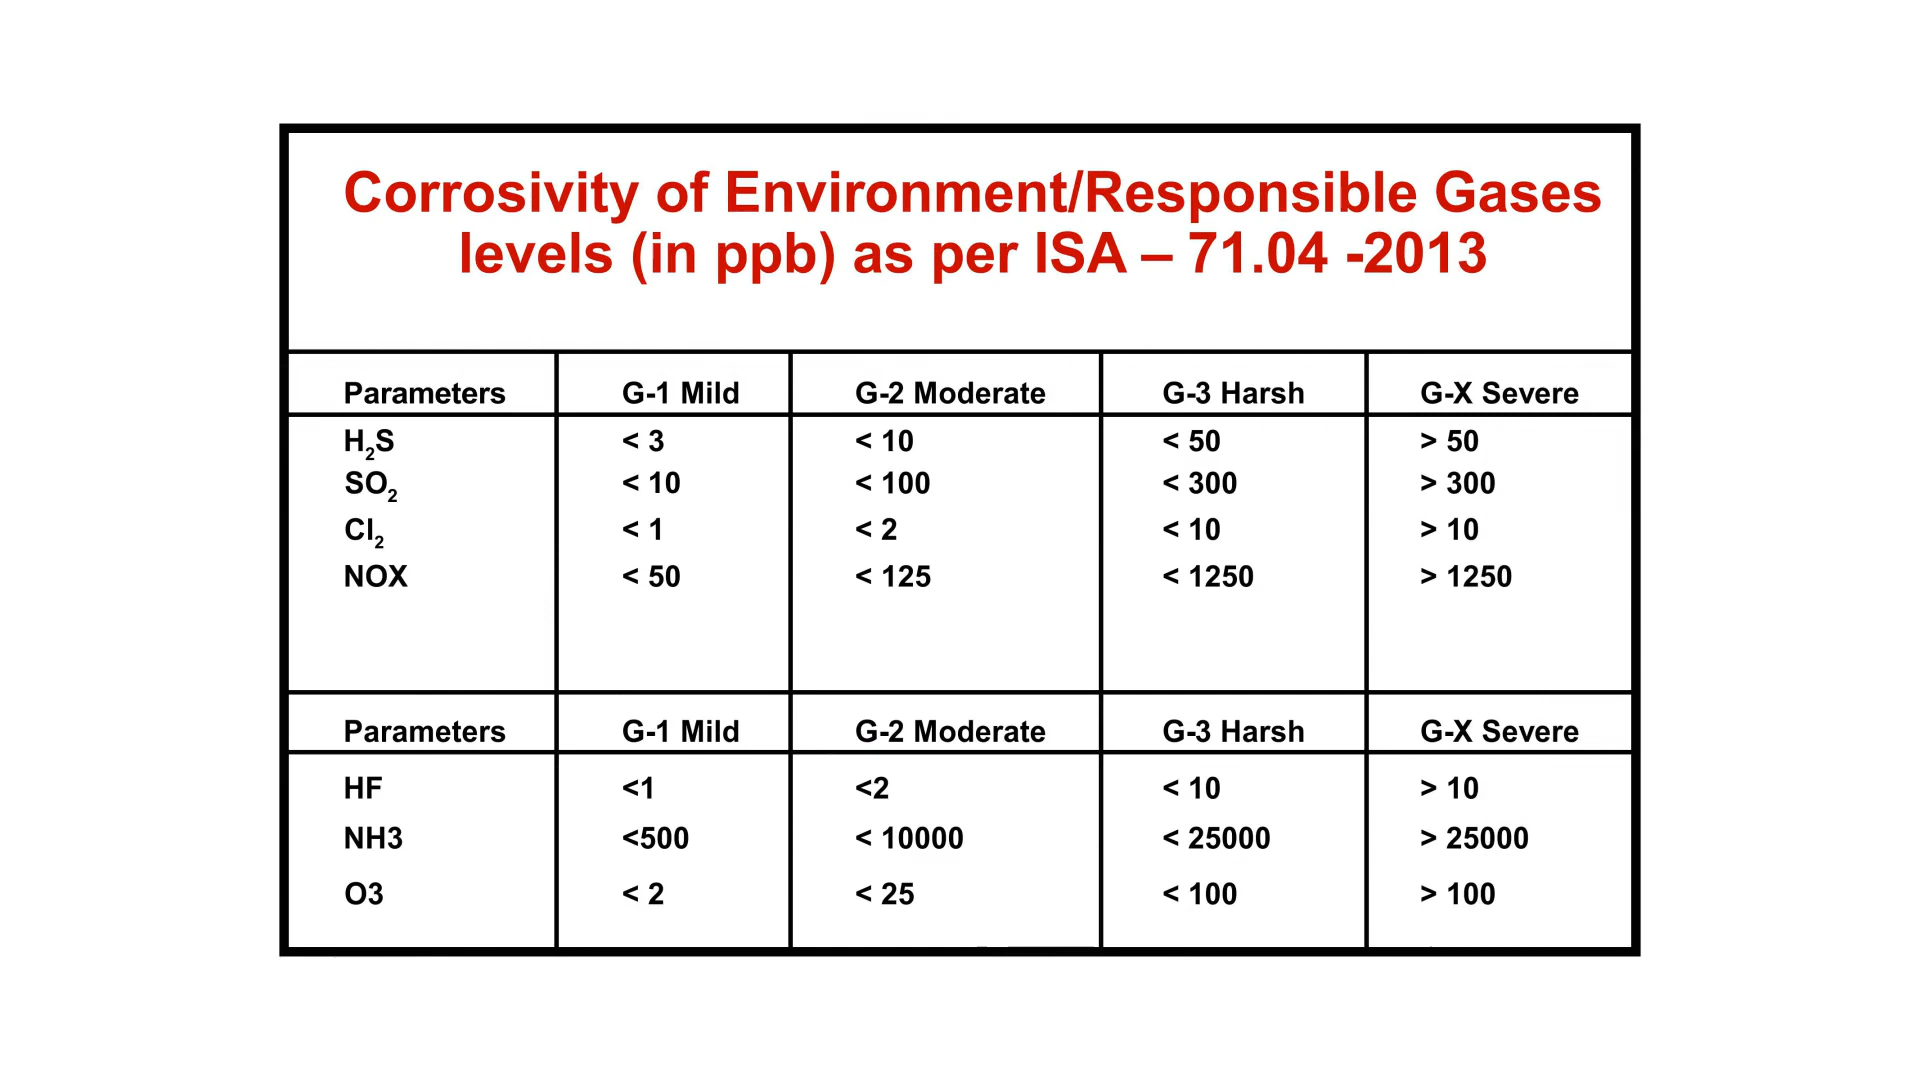 Corrosivity of Environment/Responsible Gases
levels (in ppb) as per ISA – 71.04 -2013
Parameters G-1 Mild G-2 Moderate G-3 Harsh G-X Severe
H₂S < 3 < 10 < 50 > 50
SO₂ < 10 < 100 < 300 > 300
Cl₂ < 1 < 2 < 10 > 10
NOX < 50 < 125 < 1250 > 1250
Parameters G-1 Mild G-2 Moderate G-3 Harsh G-X Severe
HF <1 <2 < 10 > 10
NH3 <500 < 10000 < 25000 > 25000
O3 < 2 < 25 < 100 > 100